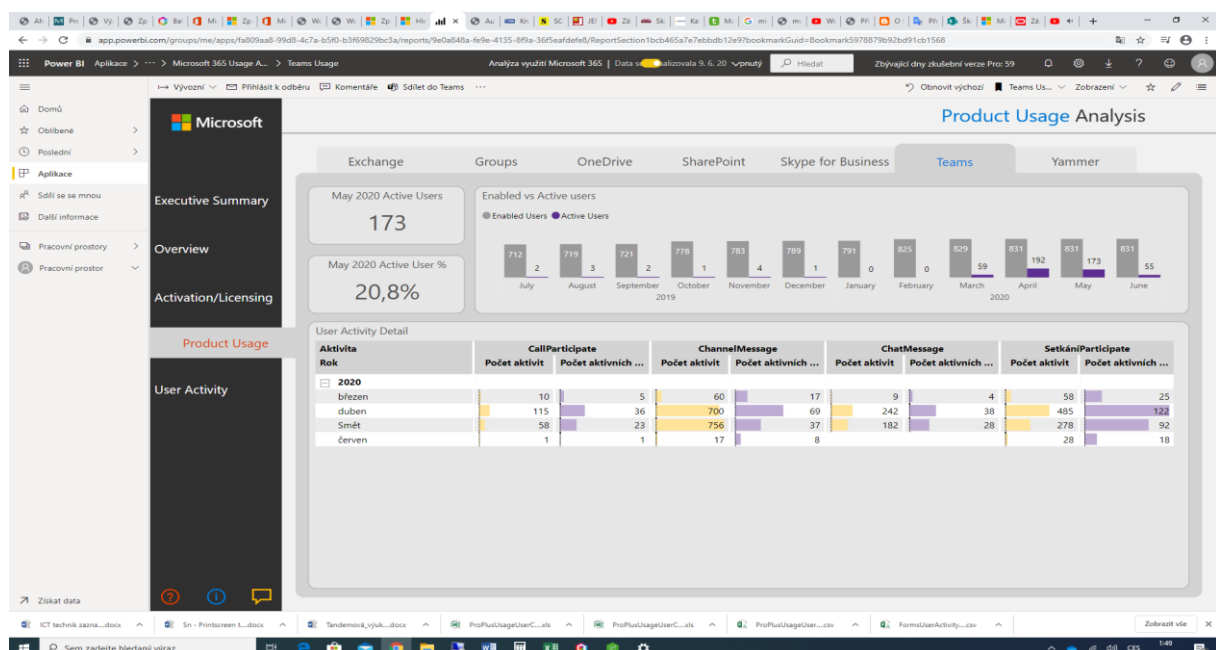 app.powerbi.com/groups/me/apps/fa809aa8-99d8-4c7a-b5f0-b3f69829bc3a/reports/9e0a848a-fe9e-4135-8f9a-36f5eafdefe8/ReportSection1bcb465a7e7ebbdb12e9?bookmarkGuid=Bookmark5978879b92bd91cb1568
Power BI Aplikace > ... > Microsoft 365 Usage A... > Teams Usage
Analýza využití Microsoft 365 | Data
9. 6. 20
Hledat
Zbývající dny zkušební verze Pro: 59
Vývozní
Přihlásit k odběru
Komentáře
Sdílet do Teams
...
Obnovit výchozí
Teams Us...
Zobrazení
Domů
Oblíbené
Poslední
Aplikace
Sdílí se se mnou
Další informace
Pracovní prostory
Pracovní prostor
Získat data
Microsoft
Executive Summary
Overview
Activation/Licensing
Product Usage
User Activity
Product Usage Analysis
Exchange Groups OneDrive SharePoint Skype for Business Teams Yammer
May 2020 Active Users
173
May 2020 Active User %
20,8%
Enabled vs Active users
Enabled Users Active Users
712 2 719 3 721 2 778 1 783 4 789 1 791 0 825 0 829 59 831 192 831 173 831 55
July August September October November December January February March April May June
2019 2020
User Activity Detail
Aktivita CallParticipate ChannelMessage ChatMessage SetkáníParticipate
Rok Počet aktivit Počet aktivních ... Počet aktivit Počet aktivních ... Počet aktivit Počet aktivních ... Počet aktivit Počet aktivních ...
2020
březen 10 5 60 17 9 4 58 25
duben 115 36 700 69 242 38 485 122
Smět 58 23 756 37 182 28 278 92
červen 1 1 17 8 28 18
ICT technik zazna....docx
Sn - Printscreen t....docx
Tandemová_výuk....docx
ProPlusUsageUserC...xls
ProPlusUsageUserC...xls
ProPlusUsageUser....csv
FormsUserActivity....csv
Zobrazit vše
Sem zadejte hledaný výraz
CES
1:49